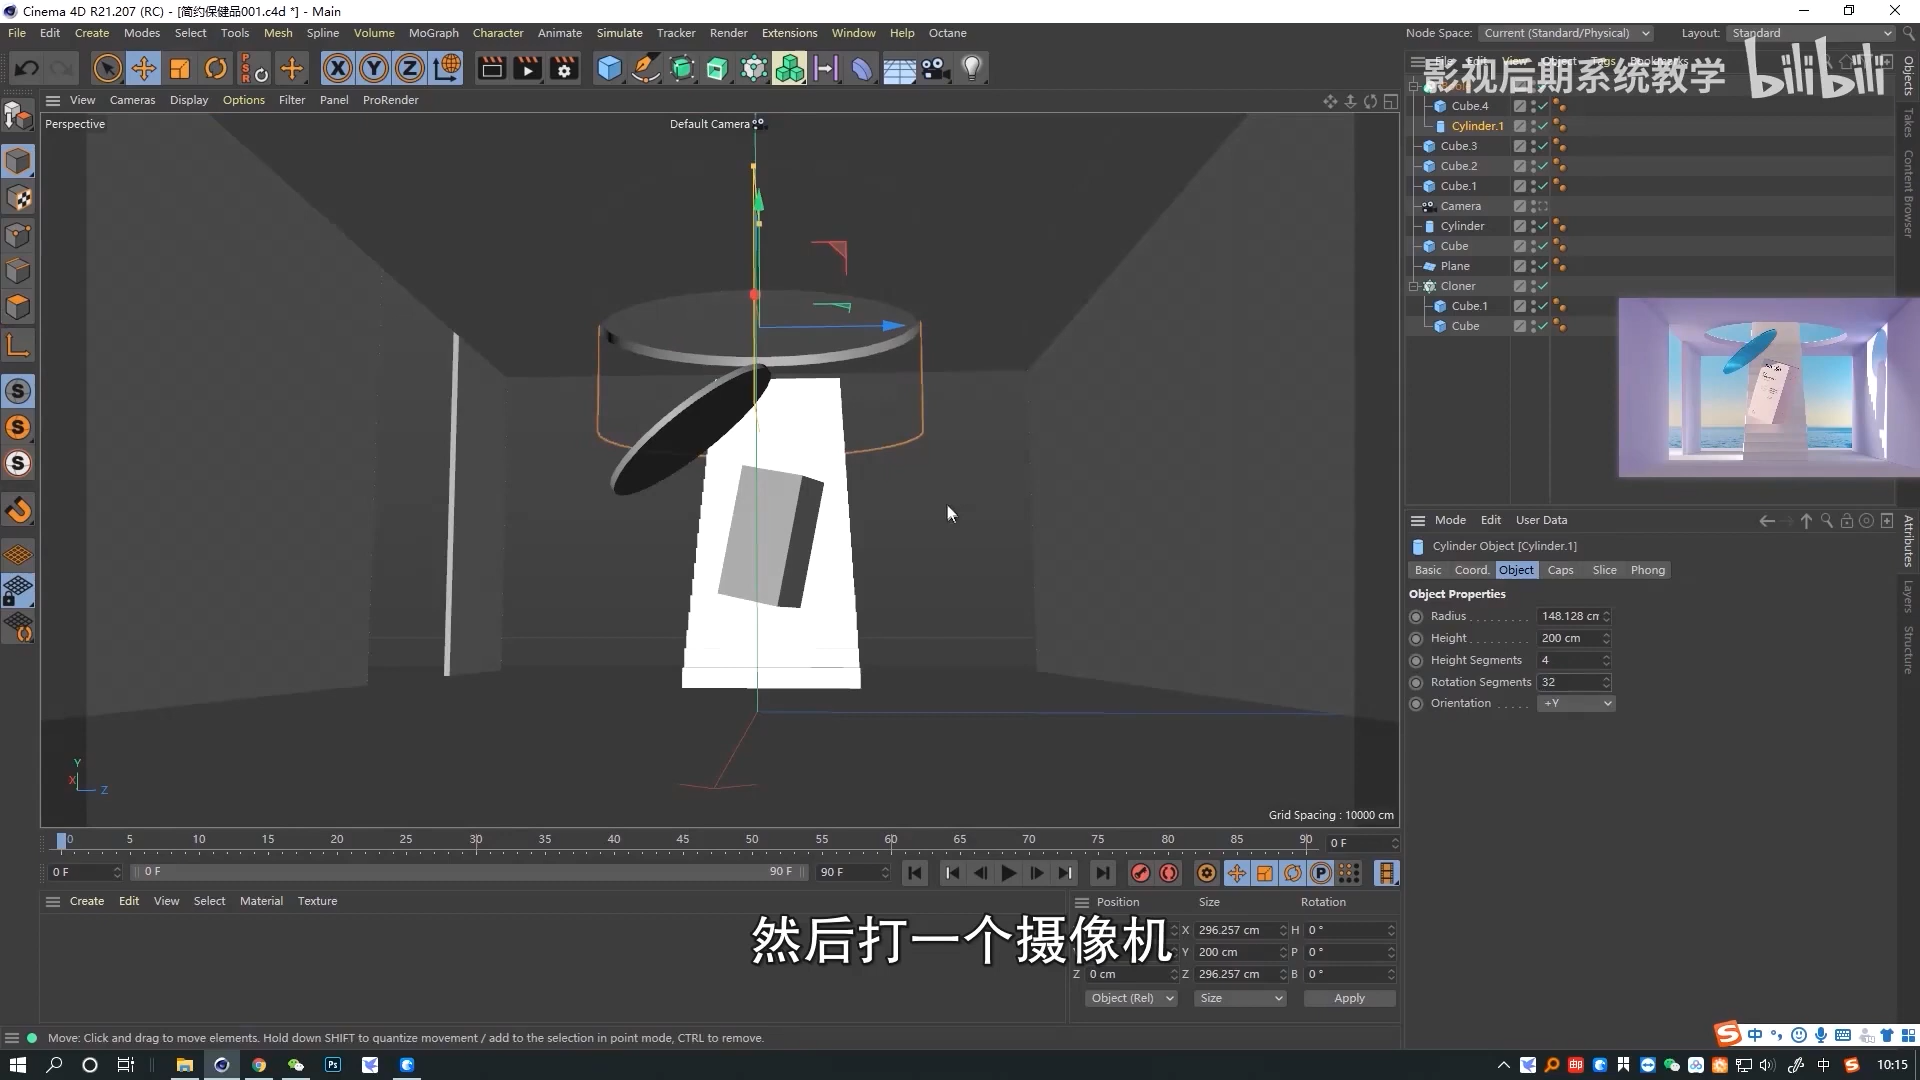 Cinema 4D R21.207 (RC) - [简约保健品001.c4d *] - Main
File Edit Create Modes Select Tools Mesh Spline Volume MoGraph Character Animate Simulate Tracker Render Extensions Window Help Octane
Node Space: Current (Standard/Physical) Layout: Standard
影视后期系统教学 bilibili
View Cameras Display Options Filter Panel ProRender
Perspective
Default Camera
Cube.4
Cylinder.1
Cube.3
Cube.2
Cube.1
Camera
Cylinder
Cube
Plane
Cloner
Cube.1
Cube
Objects
Takes
Content Browser
Mode Edit User Data
Cylinder Object [Cylinder.1]
Basic Coord. Object Caps Slice Phong
Object Properties
Radius 148.128 cm
Height 200 cm
Height Segments 4
Rotation Segments 32
Orientation +Y
Attributes
Layers
Structure
Y
X
Z
Grid Spacing : 10000 cm
0 5 10 15 20 25 30 35 40 45 50 55 60 65 70 75 80 85 90 0 F
0 F 0 F 90 F 90 F
Create Edit View Select Material Texture
Position Size Rotation
X 296.257 cm H 0 °
Y 200 cm P 0 °
Z 0 cm Z 296.257 cm B 0 °
Object (Rel) Size Apply
然后打一个摄像机
Move: Click and drag to move elements. Hold down SHIFT to quantize movement / add to the selection in point mode, CTRL to remove.
中
中 10:15